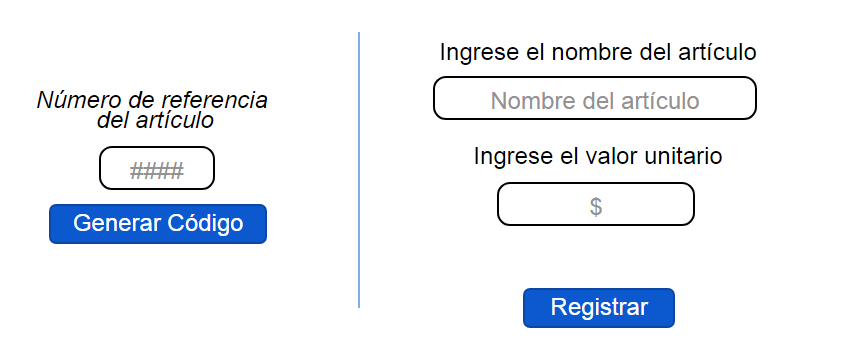 Número de referencia
del artículo
####
Generar Código
Ingrese el nombre del artículo
Nombre del artículo
Ingrese el valor unitario
$
Registrar